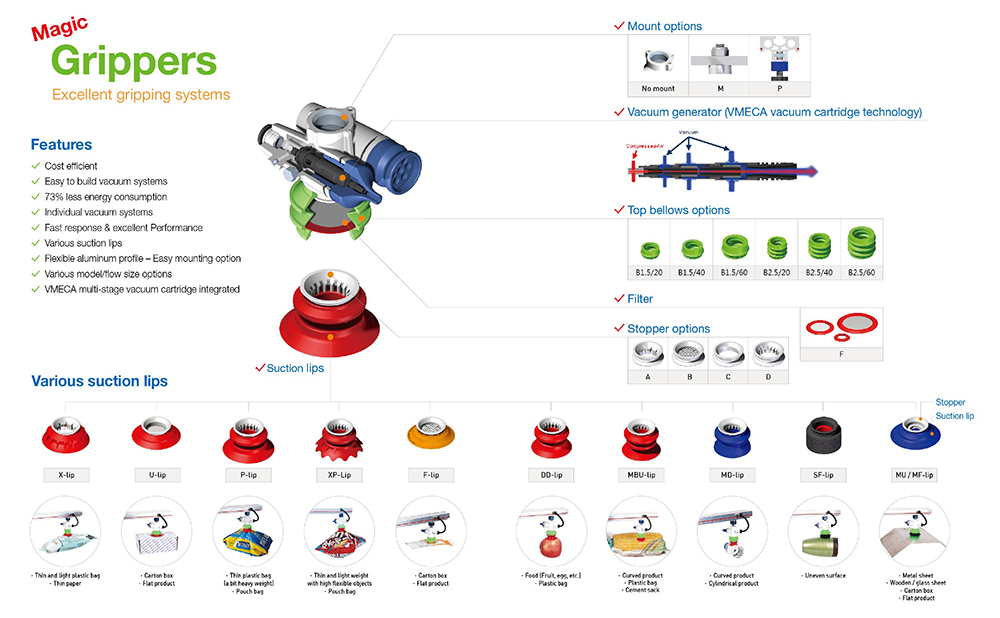 Magic
Grippers
Excellent gripping systems
Features
Cost efficient
Easy to build vacuum systems
73% less energy consumption
Individual vacuum systems
Fast response & excellent Performance
Various suction lips
Flexible aluminum profile – Easy mounting option
Various model/flow size options
VMECA multi-stage vacuum cartridge integrated
Mount options
No mount
M
P
Vacuum generator (VMECA vacuum cartridge technology)
Vacuum
Compressed Air
Top bellows options
B1.5/20
B1.5/40
B1.5/60
B2.5/20
B2.5/40
B2.5/60
Filter
F
Stopper options
A
B
C
D
Suction lips
Various suction lips
Stopper
Suction lip
X-lip
U-lip
P-lip
XP-Lip
F-lip
DD-lip
MBU-lip
MD-lip
SF-lip
MU / MF-lip
· Thin and light plastic bag
· Thin paper
· Carton box
· Flat product
· Thin plastic bag
(a bit heavy weight)
· Pouch bag
· Thin and light weight
with high flexible objects
· Pouch bag
· Carton box
· Flat product
· Food (Fruit, egg, etc.)
· Plastic bag
· Curved product
· Plastic bag
· Cement sack
· Curved product
· Cylindrical product
· Uneven surface
· Metal sheet
· Wooden / glass sheet
· Carton box
· Flat product